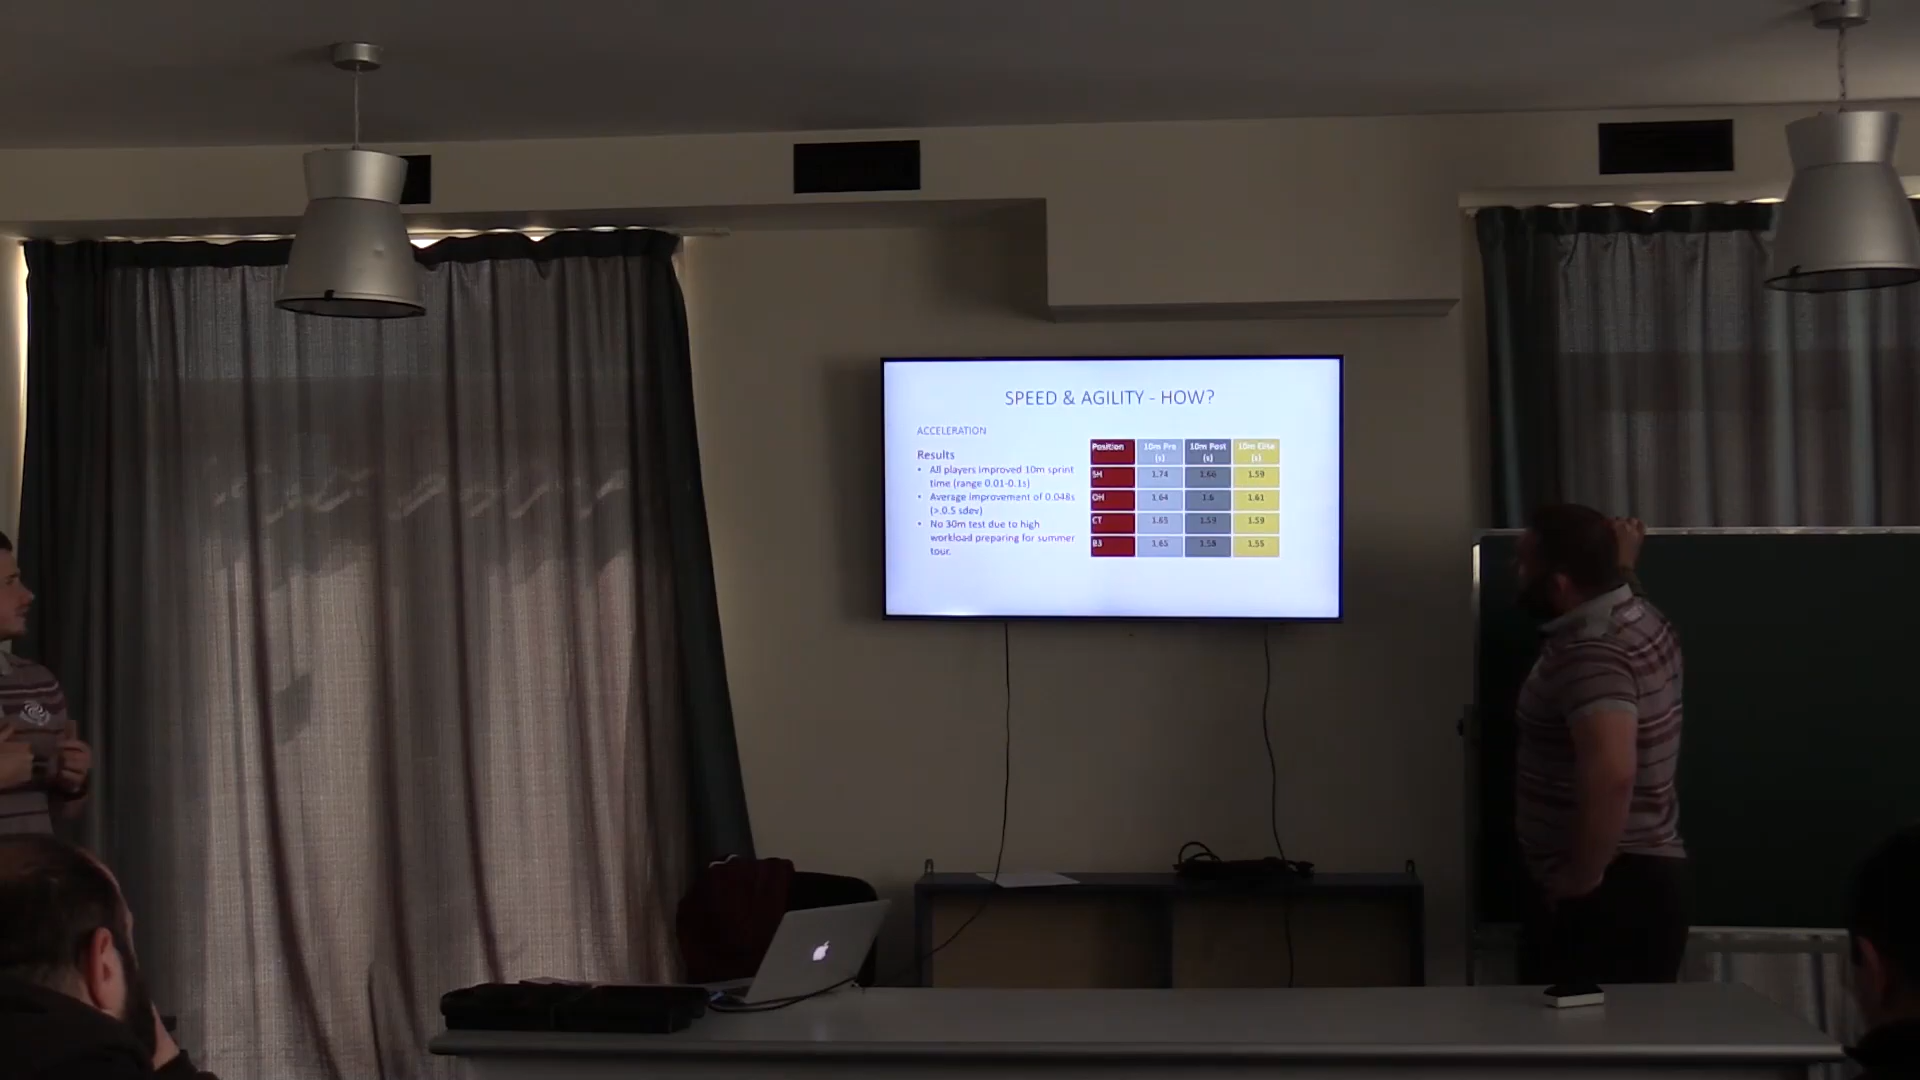 SPEED & AGILITY - HOW?
ACCELERATION
Results
• All players improved 10m sprint
time (range 0.01-0.1s)
• Average improvement of 0.048s
(>0.5 sdev)
• No 30m test due to high
workload preparing for summer
tour.
Position 10m Pre (s) 10m Post (s) 10m Elite (s)
SH 1.74 1.66 1.59
OH 1.64 1.6 1.61
CT 1.65 1.59 1.59
B3 1.65 1.58 1.55